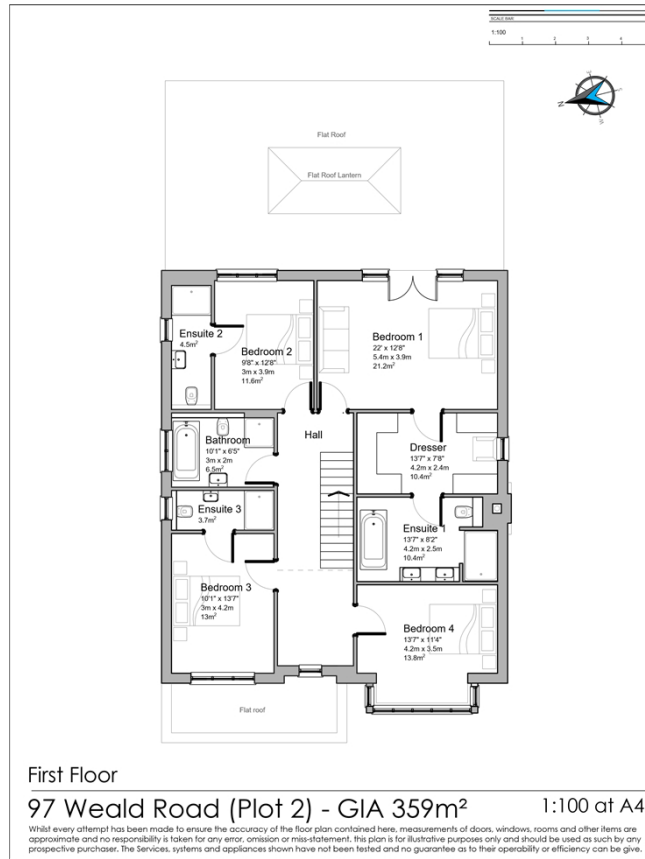 SCALE BAR
1:100
1 2 3 4
Flat Roof
Flat Roof Lantern
Ensuite 2
4.5m²
Bedroom 2
9'8" x 12'8"
3m x 3.9m
11.6m²
Bedroom 1
22' x 12'8"
5.4m x 3.9m
21.2m²
Hall
Bathroom
10'1" x 6'5"
3m x 2m
6.5m²
Dresser
13'7" x 7'8"
4.2m x 2.4m
10.4m²
Ensuite 3
3.7m²
Ensuite 1
13'7" x 8'2"
4.2m x 2.5m
10.4m²
Bedroom 3
10'1" x 13'7"
3m x 4.2m
13m²
Bedroom 4
13'7" x 11'4"
4.2m x 3.5m
13.8m²
Flat roof
First Floor
97 Weald Road (Plot 2) - GIA 359m² 1:100 at A4
Whilst every attempt has been made to ensure the accuracy of the floor plan contained here, measurements of doors, windows, rooms and other items are
approximate and no responsibility is taken for any error, omission or miss-statement. this plan is for illustrative purposes only and should be used as such by any
prospective purchaser. The Services, systems and appliances shown have not been tested and no guarantee as to their operability or efficiency can be give.